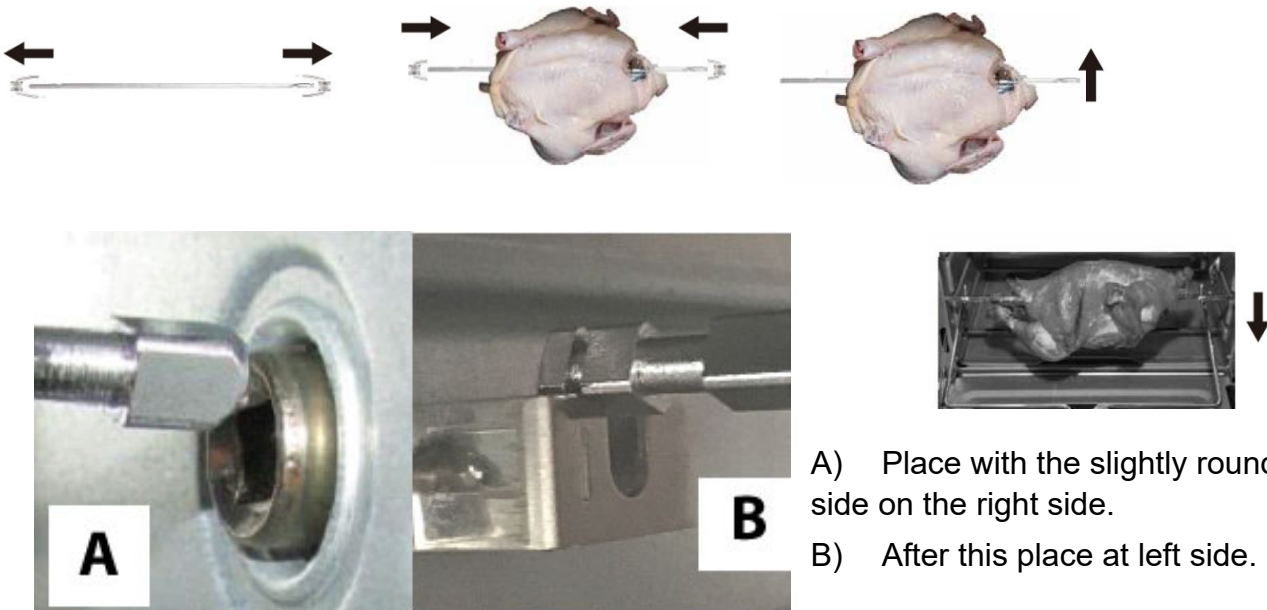 A
B
A) Place with the slightly round
side on the right side.
B) After this place at left side.